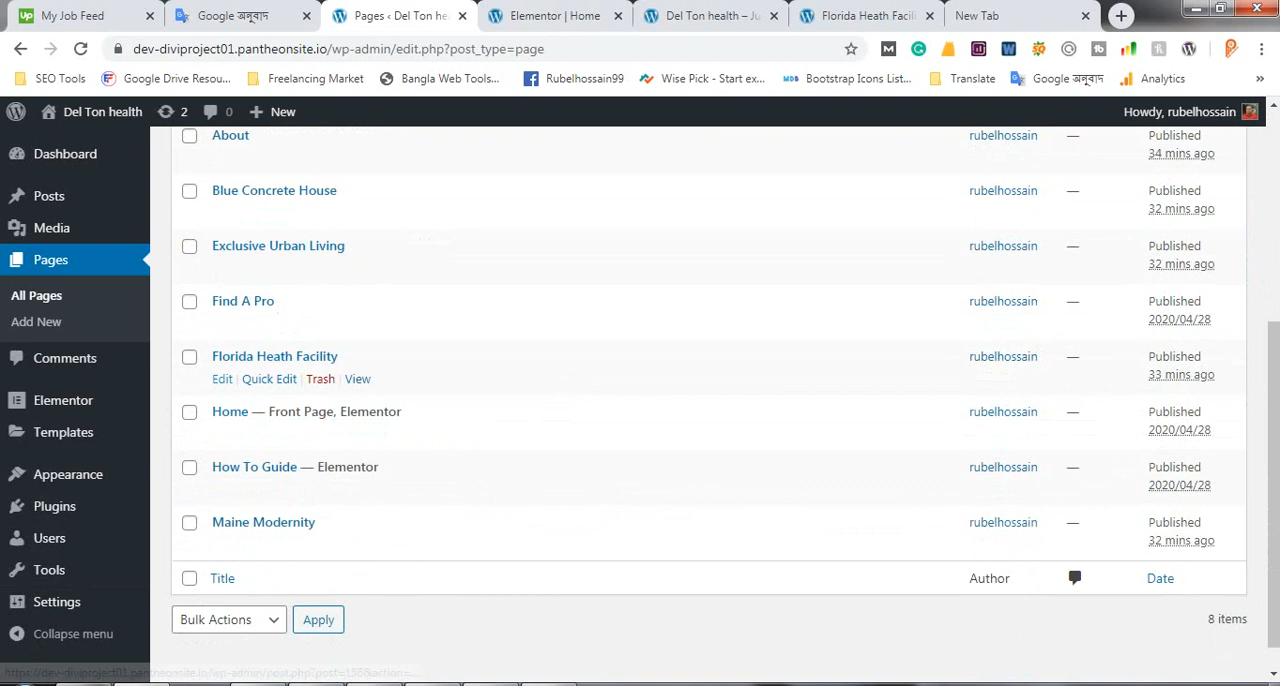 My Job Feed
Google অনুবাদ
Pages ‹ Del Ton he
Elementor | Home
Del Ton health – Ju
Florida Heath Facili
New Tab
dev-diviproject01.pantheonsite.io/wp-admin/edit.php?post_type=page
SEO Tools
Google Drive Resou...
Freelancing Market
Bangla Web Tools...
Rubelhossain99
Wise Pick - Start ex...
Bootstrap Icons List...
Translate
Google অনুবাদ
Analytics
»
Del Ton health
2
0
New
Howdy, rubelhossain
Dashboard
Posts
Media
Pages
All Pages
Add New
Comments
Elementor
Templates
Appearance
Plugins
Users
Tools
Settings
Collapse menu
About rubelhossain — Published
34 mins ago
Blue Concrete House rubelhossain — Published
32 mins ago
Exclusive Urban Living rubelhossain — Published
32 mins ago
Find A Pro rubelhossain — Published
2020/04/28
Florida Heath Facility rubelhossain — Published
Edit | Quick Edit | Trash | View 33 mins ago
Home — Front Page, Elementor rubelhossain — Published
2020/04/28
How To Guide — Elementor rubelhossain — Published
2020/04/28
Maine Modernity rubelhossain — Published
32 mins ago
Title Author Date
Bulk Actions Apply 8 items